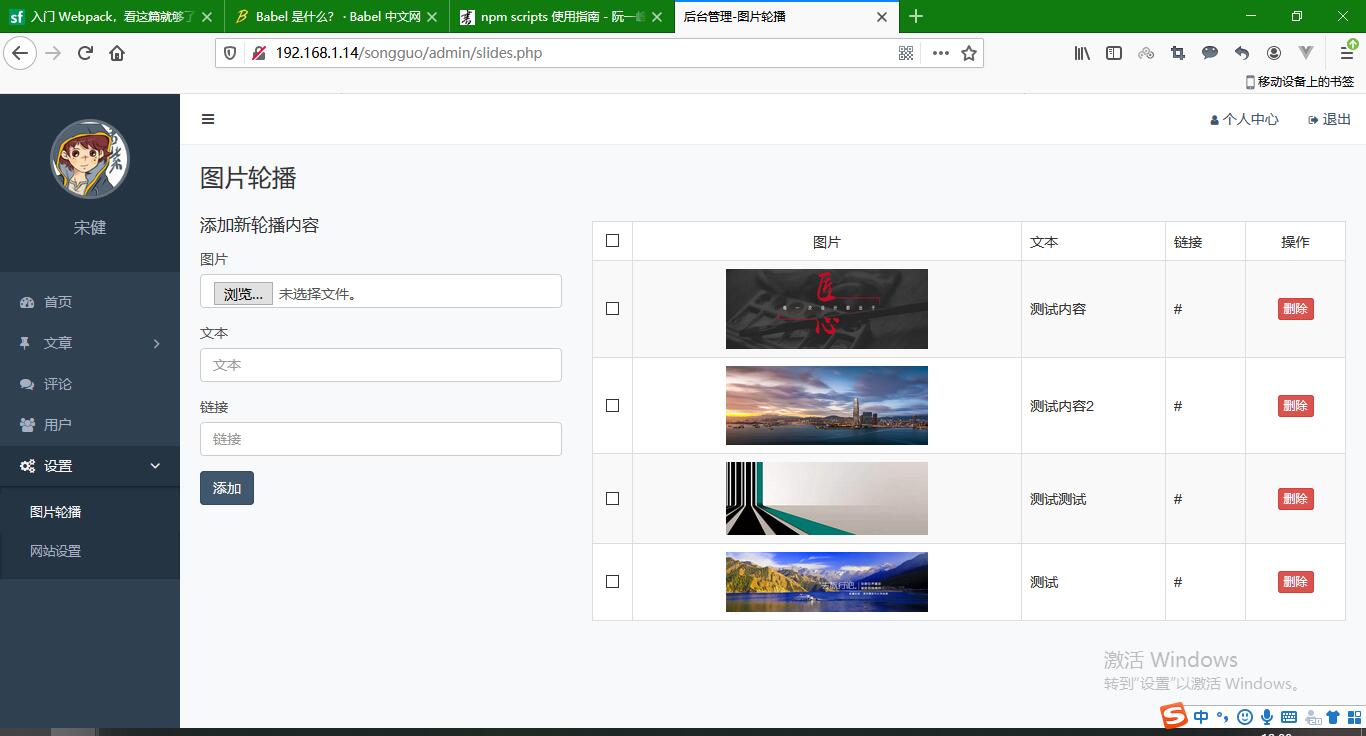 入门 Webpack，看这篇就够了
Babel 是什么？ · Babel 中文网
npm scripts 使用指南 - 阮一峰
后台管理-图片轮播
192.168.1.14/songguo/admin/slides.php
移动设备上的书签
个人中心
退出
宋健
首页
文章
评论
用户
设置
图片轮播
网站设置
图片轮播
添加新轮播内容
图片
浏览... 未选择文件。
文本
文本
链接
链接
添加
图片 文本 链接 操作
匠心
测试内容 # 删除
测试内容2 # 删除
测试测试 # 删除
去旅行吧
测试 # 删除
激活 Windows
转到"设置"以激活 Windows。
中